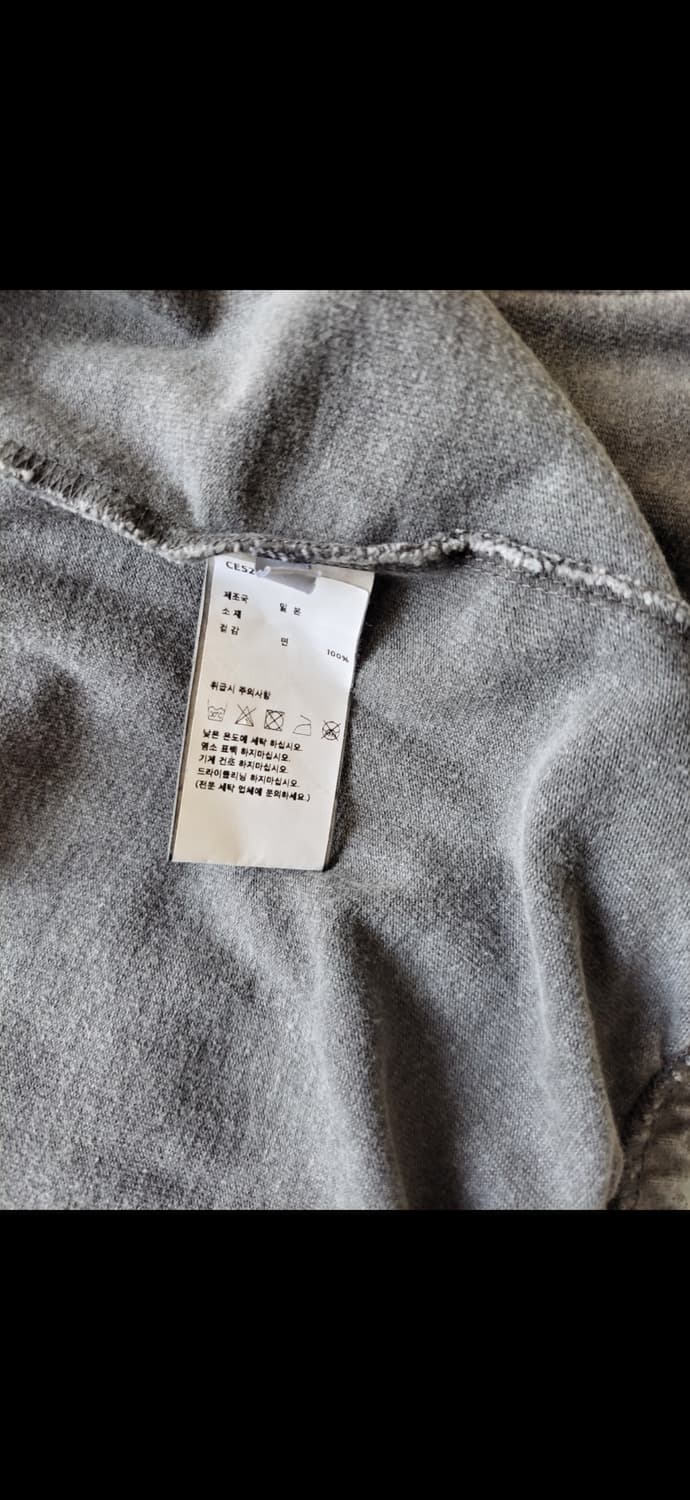 CE52
제조국 일 본
소 재
겉 감 면 100%
취급시 주의사항
30℃
낮은 온도에 세탁 하십시오.
염소 표백 하지마십시오.
기계 건조 하지마십시오.
드라이클리닝 하지마십시오.
(전문 세탁 업체에 문의하세요.)